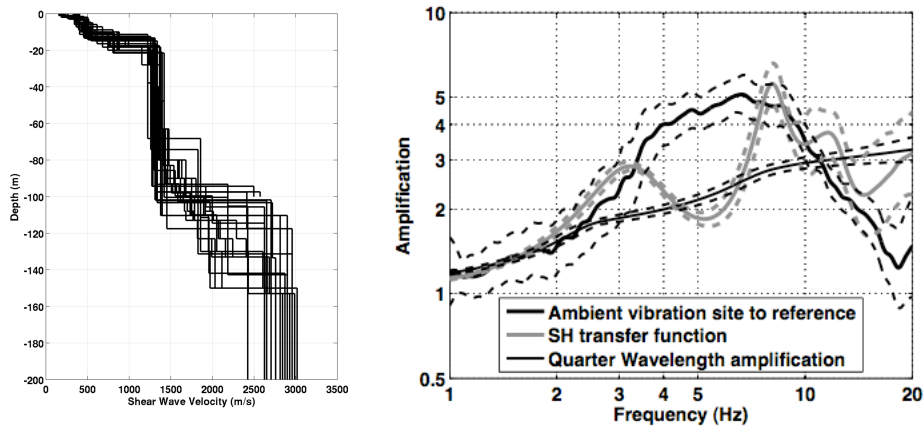 0
-20
-40
-60
-80
-100
-120
-140
-160
-180
-200
Depth (m)
0 500 1000 1500 2000 2500 3000 3500
Shear Wave Velocity (m/s)
10
5
4
3
2
1
0.5
Amplification
Ambient vibration site to reference
SH transfer function
Quarter Wavelength amplification
1 2 3 4 5 10 20
Frequency (Hz)